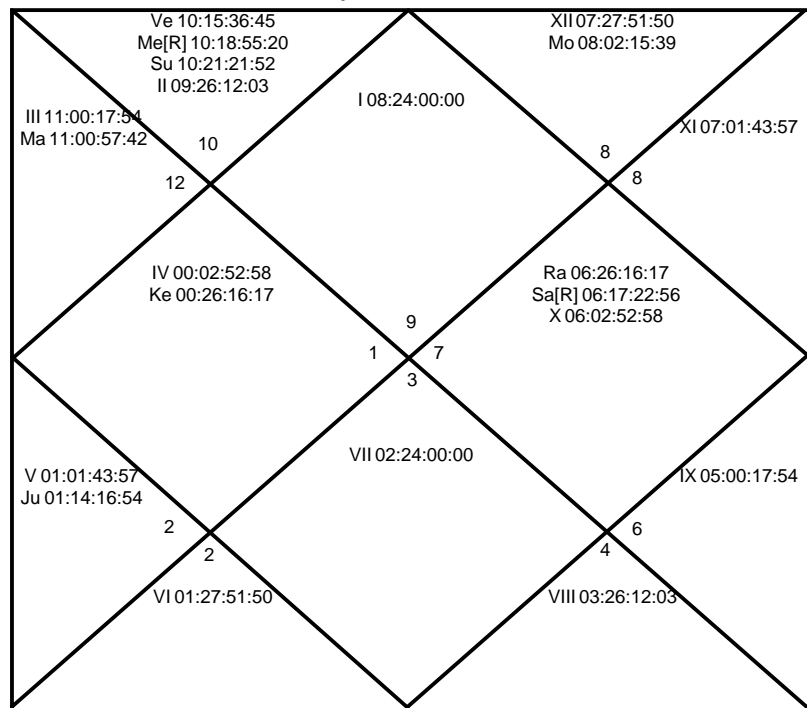 Ve 10:15:36:45
Me[R] 10:18:55:20
Su 10:21:21:52
II 09:26:12:03
XII 07:27:51:50
Mo 08:02:15:39
I 08:24:00:00
III 11:00:17:54
Ma 11:00:57:42
XI 07:01:43:57
10
8
12
8
IV 00:02:52:58
Ke 00:26:16:17
Ra 06:26:16:17
Sa[R] 06:17:22:56
X 06:02:52:58
9
1
7
3
VII 02:24:00:00
V 01:01:43:57
Ju 01:14:16:54
IX 05:00:17:54
2
6
2
4
VI 01:27:51:50
VIII 03:26:12:03